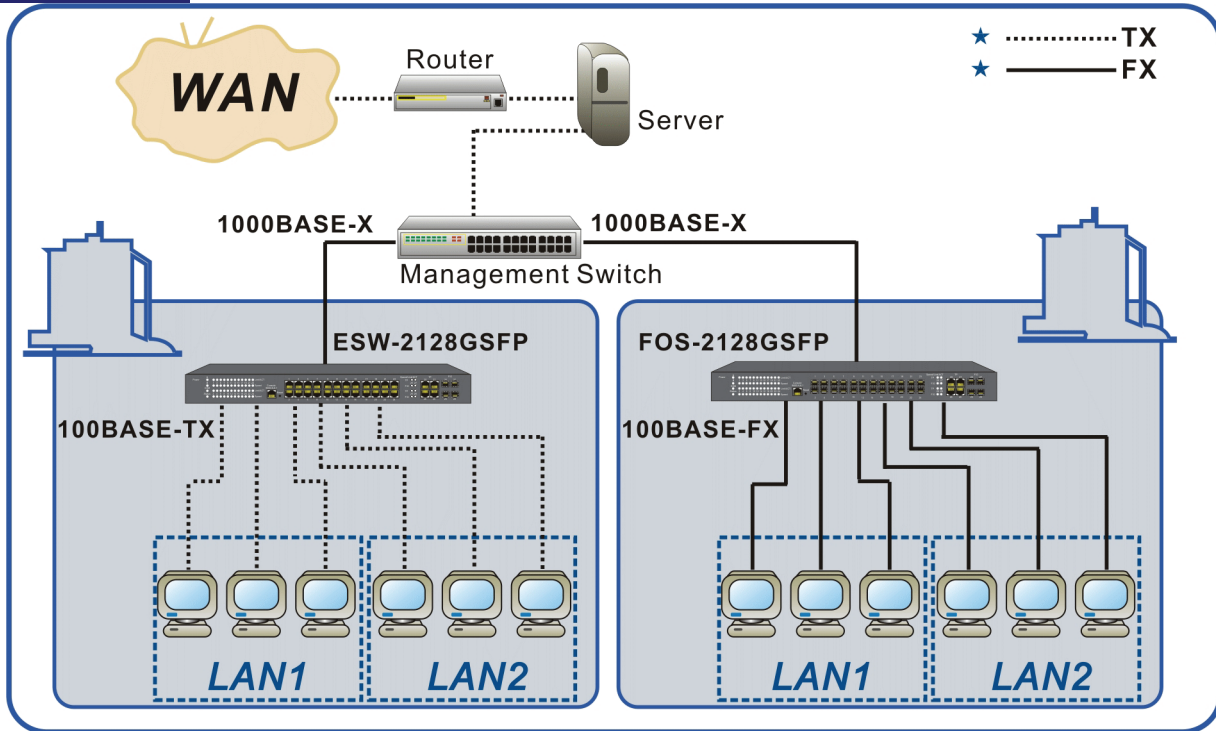 WAN
Router
Server
TX
FX
1000BASE-X
1000BASE-X
Management Switch
ESW-2128GSFP
FOS-2128GSFP
100BASE-TX
100BASE-FX
LAN1
LAN2
LAN1
LAN2